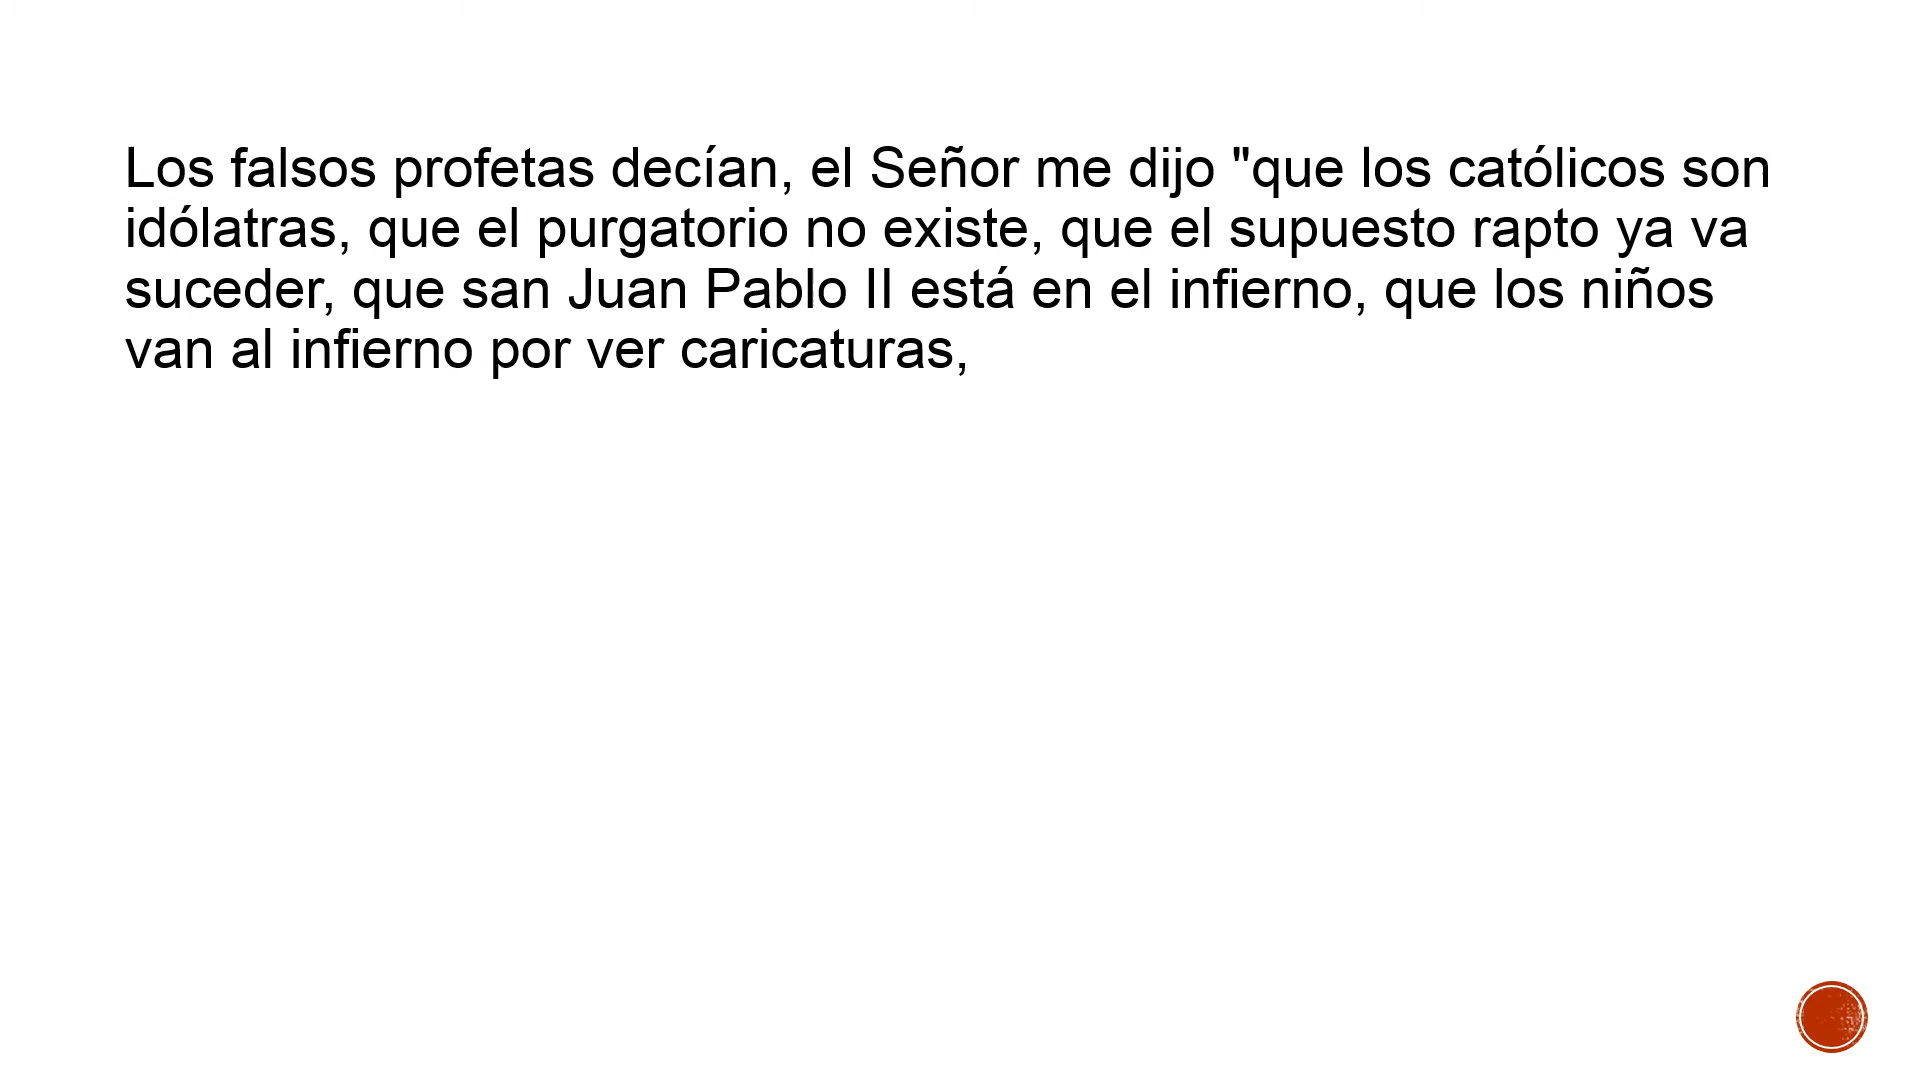 Los falsos profetas decían, el Señor me dijo "que los católicos son
idólatras, que el purgatorio no existe, que el supuesto rapto ya va
suceder, que san Juan Pablo II está en el infierno, que los niños
van al infierno por ver caricaturas,